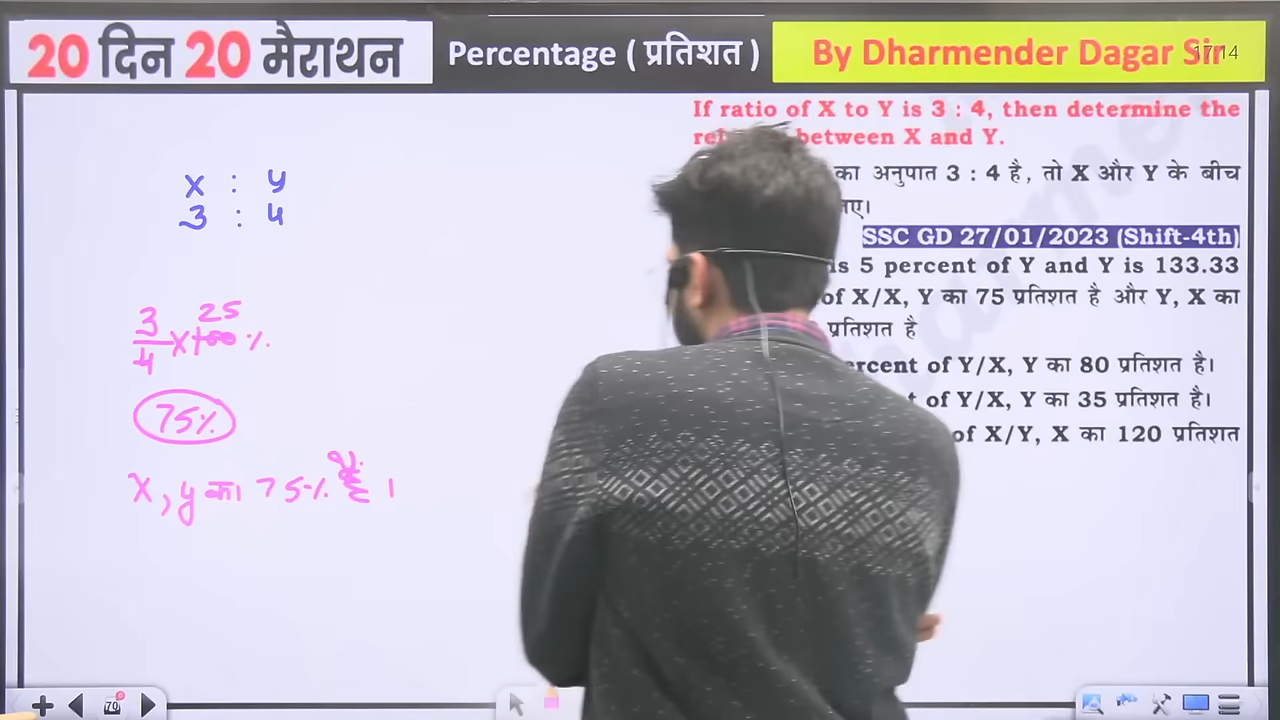 20 दिन 20 मैराथन
Percentage ( प्रतिशत )
By Dharmender Dagar Sir
17:14
If ratio of X to Y is 3 : 4, then determine the
between X and Y.
का अनुपात 3 : 4 है, तो X और Y के बीच
SSC GD 27/01/2023 (Shift-4th)
is 5 percent of Y and Y is 133.33
of X/X, Y का 75 प्रतिशत है और Y, X का
प्रतिशत है
of Y/X, Y का 80 प्रतिशत है।
of Y/X, Y का 35 प्रतिशत है।
of X/Y, X का 120 प्रतिशत
x : y
3 : 4
3/4 × 100 %
25
75%
x, y का 75% है।
79